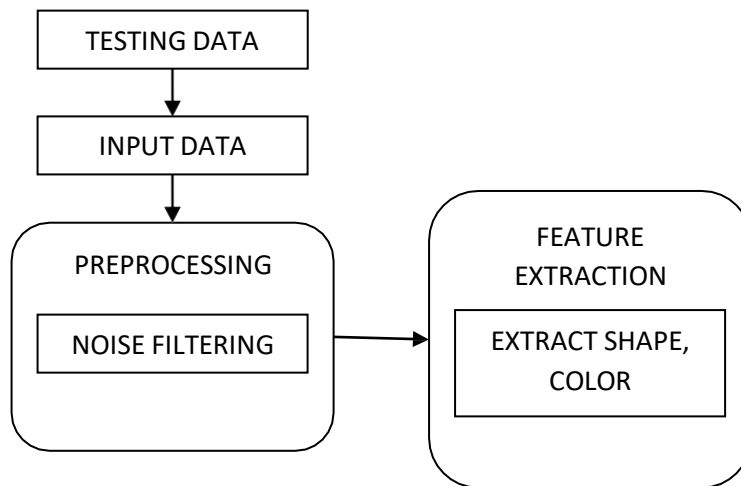 TESTING DATA
INPUT DATA
PREPROCESSING
NOISE FILTERING
FEATURE
EXTRACTION
EXTRACT SHAPE,
COLOR